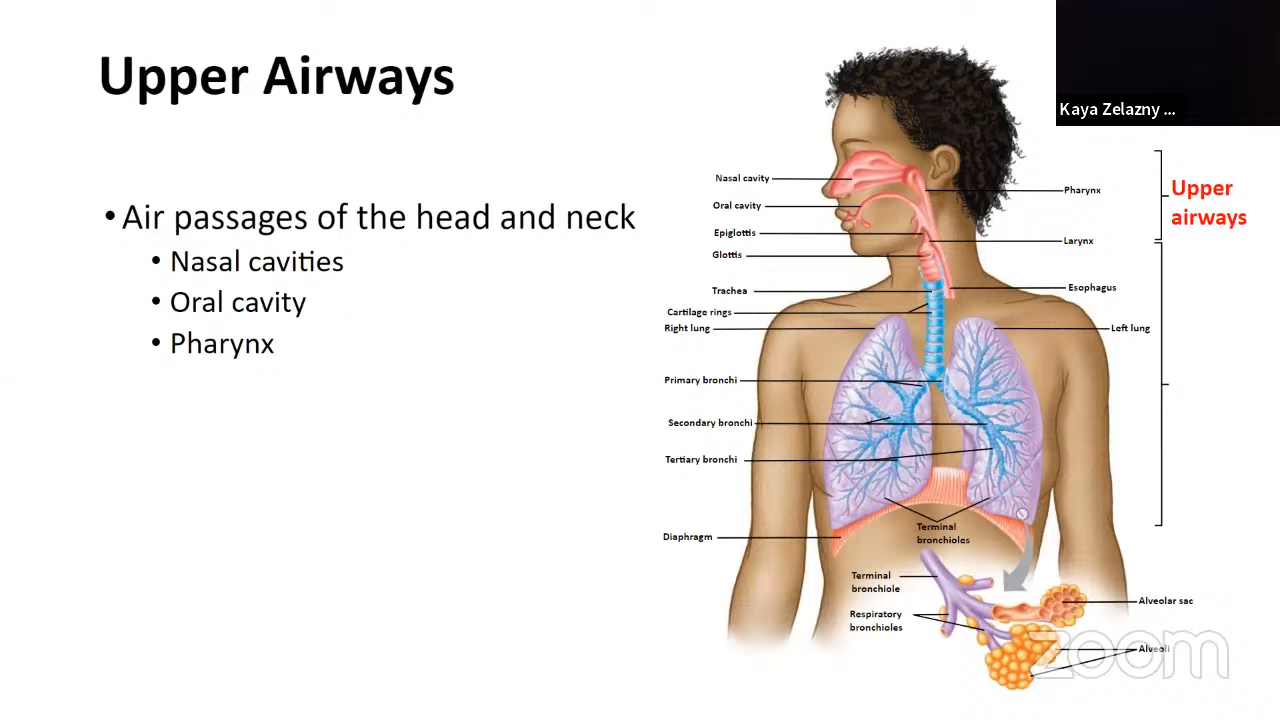 Upper Airways
Kaya Zelazny ...
• Air passages of the head and neck
• Nasal cavities
• Oral cavity
• Pharynx
Nasal cavity
Oral cavity
Epiglottis
Glottis
Trachea
Cartilage rings
Right lung
Primary bronchi
Secondary bronchi
Tertiary bronchi
Diaphragm
Pharynx
Larynx
Esophagus
Left lung
Upper
airways
Terminal
bronchioles
Terminal
bronchiole
Respiratory
bronchioles
Alveolar sac
Alveoli
zoom